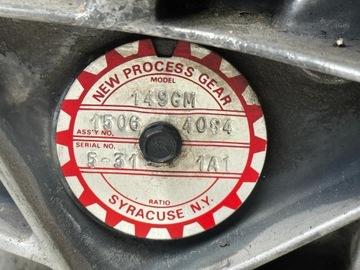 NEW PROCESS GEAR
MODEL
149GM
1506 4084
ASS'Y NO.
SERIAL NO.
5-31 1A1
RATIO
SYRACUSE N.Y.